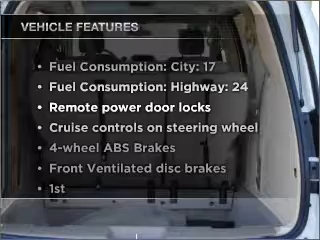 VEHICLE FEATURES
• Fuel Consumption: City: 17
• Fuel Consumption: Highway: 24
• Remote power door locks
• Cruise controls on steering wheel
• 4-wheel ABS Brakes
• Front Ventilated disc brakes
• 1st